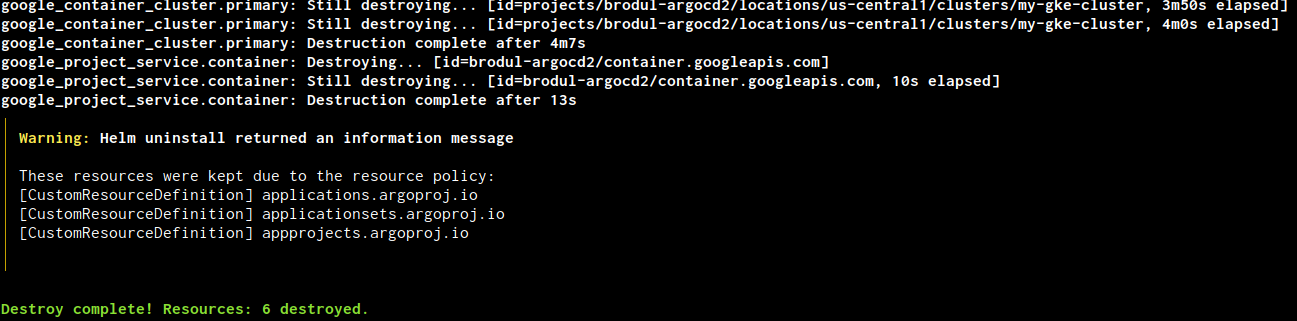 google_container_cluster.primary: Still destroying... [id=projects/brodul-argocd2/locations/us-central1/clusters/my-gke-cluster, 3m50s elapsed]
google_container_cluster.primary: Still destroying... [id=projects/brodul-argocd2/locations/us-central1/clusters/my-gke-cluster, 4m0s elapsed]
google_container_cluster.primary: Destruction complete after 4m7s
google_project_service.container: Destroying... [id=brodul-argocd2/container.googleapis.com]
google_project_service.container: Still destroying... [id=brodul-argocd2/container.googleapis.com, 10s elapsed]
google_project_service.container: Destruction complete after 13s
Warning: Helm uninstall returned an information message
These resources were kept due to the resource policy:
[CustomResourceDefinition] applications.argoproj.io
[CustomResourceDefinition] applicationsets.argoproj.io
[CustomResourceDefinition] appprojects.argoproj.io
Destroy complete! Resources: 6 destroyed.